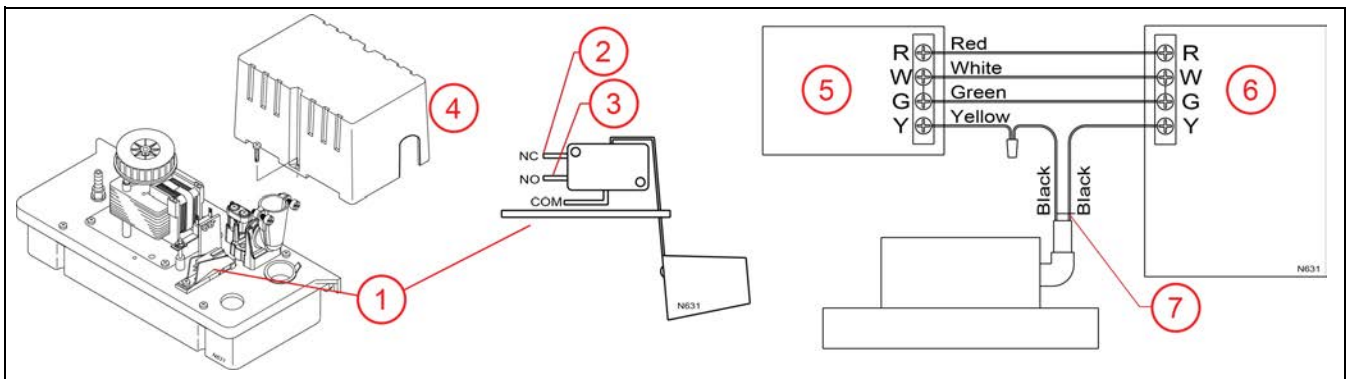 4
1
N631
2
3
NC
NO
COM
N631
5
R Red R
W White W
G Green G
Y Yellow Y
6
Black Black
N631
7